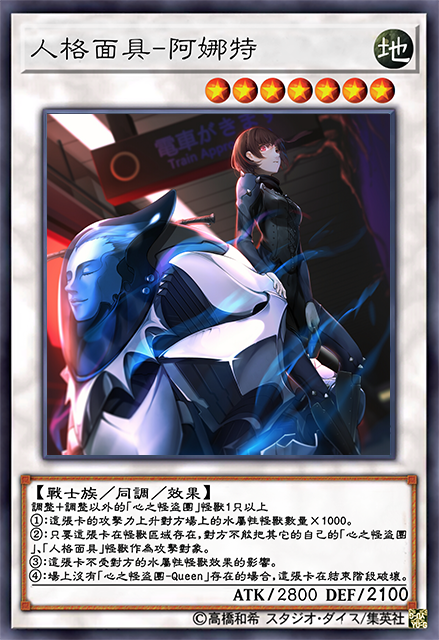 人格面具-阿娜特
地
電車がきます
Train App
【戰士族／同調／效果】
調整+調整以外的「心之怪盜團」怪獸1只以上
①:這張卡的攻擊力上升對方場上的水屬性怪獸數量×1000。
②:只要這張卡在怪獸區域存在,對方不能把其它的自己的「心之怪盜團
」、「人格面具」怪獸作為攻擊對象。
③:這張卡不受對方的水屬性怪獸效果的影響。
④:場上沒有「心之怪盜團-Queen」存在的場合,這張卡在結束階段破壞。
ATK/2800 DEF/2100
©高橋和希 スタジオ・ダイス/集英社